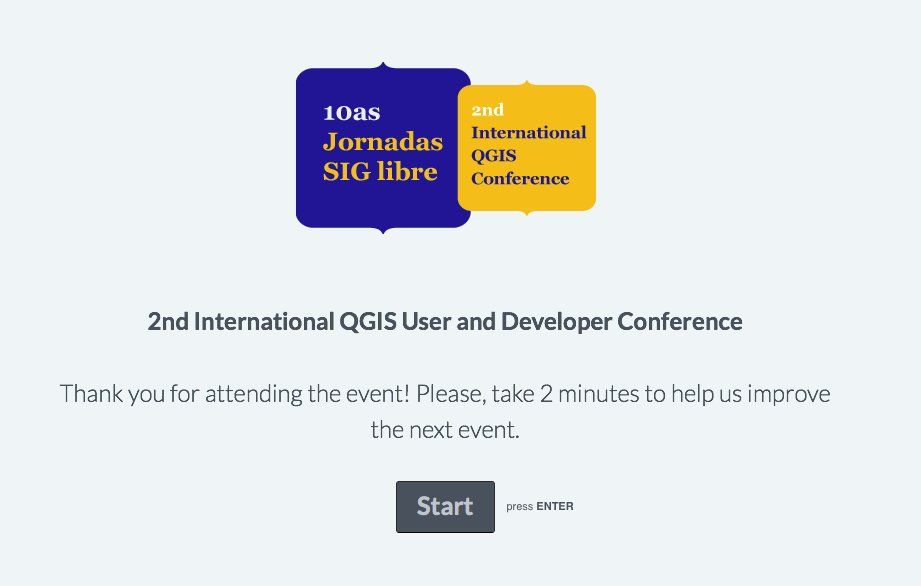 10as
Jornadas
SIG libre
2nd
International
QGIS
Conference
2nd International QGIS User and Developer Conference
Thank you for attending the event! Please, take 2 minutes to help us improve
the next event.
Start press ENTER